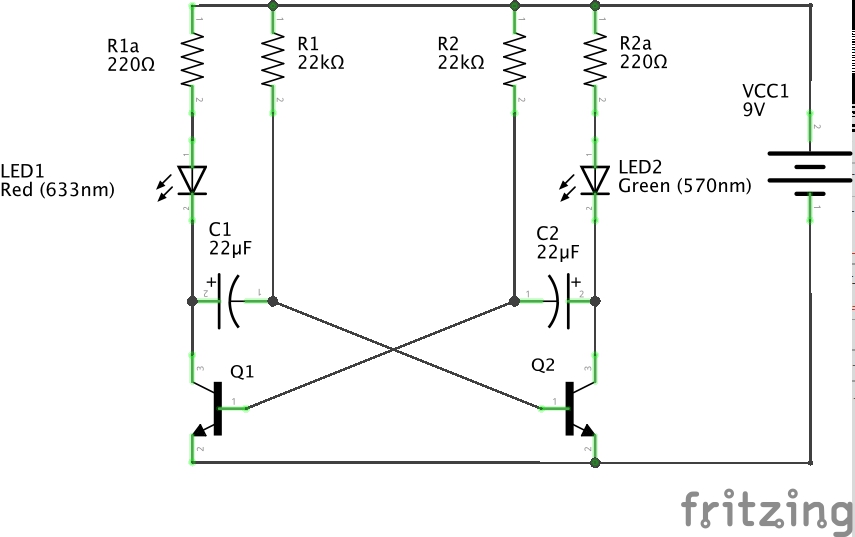 R1a
220Ω
R1
22kΩ
R2
22kΩ
R2a
220Ω
VCC1
9V
LED1
Red (633nm)
LED2
Green (570nm)
C1
22µF
C2
22µF
+
+
Q1
Q2
1
2
1
2
1
2
1
2
2
1
1
2
1
2
2
1
1
2
3
1
2
3
1
2
fritzing